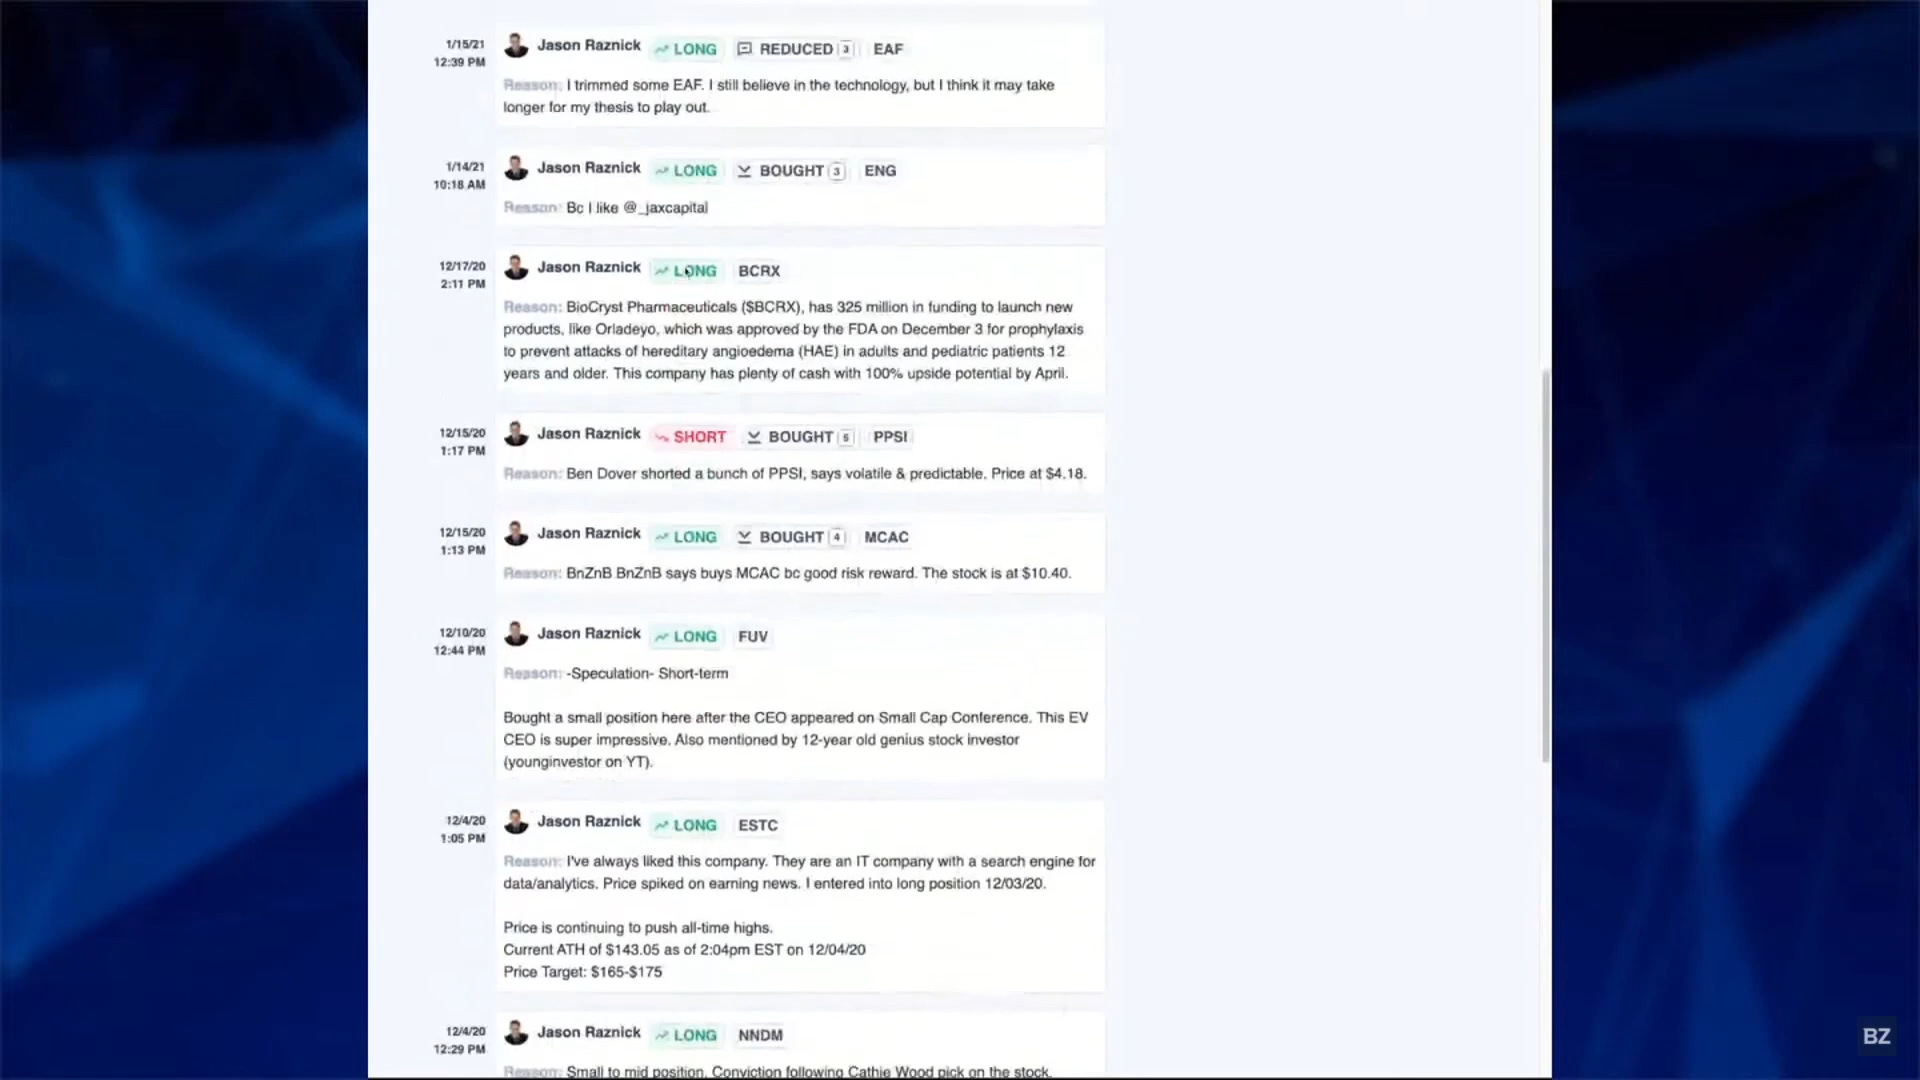 1/15/21
12:39 PM
Jason Raznick LONG REDUCED 3 EAF
Reason: I trimmed some EAF. I still believe in the technology, but I think it may take
longer for my thesis to play out.
1/14/21
10:18 AM
Jason Raznick LONG BOUGHT 3 ENG
Reason: Bc I like @_jaxcapital
12/17/20
2:11 PM
Jason Raznick LONG BCRX
Reason: BioCryst Pharmaceuticals ($BCRX), has 325 million in funding to launch new
products, like Orladeyo, which was approved by the FDA on December 3 for prophylaxis
to prevent attacks of hereditary angioedema (HAE) in adults and pediatric patients 12
years and older. This company has plenty of cash with 100% upside potential by April.
12/15/20
1:17 PM
Jason Raznick SHORT BOUGHT 5 PPSI
Reason: Ben Dover shorted a bunch of PPSI, says volatile & predictable. Price at $4.18.
12/15/20
1:13 PM
Jason Raznick LONG BOUGHT 4 MCAC
Reason: BnZnB BnZnB says buys MCAC bc good risk reward. The stock is at $10.40.
12/10/20
12:44 PM
Jason Raznick LONG FUV
Reason: -Speculation- Short-term
Bought a small position here after the CEO appeared on Small Cap Conference. This EV
CEO is super impressive. Also mentioned by 12-year old genius stock investor
(younginvestor on YT).
12/4/20
1:05 PM
Jason Raznick LONG ESTC
Reason: I've always liked this company. They are an IT company with a search engine for
data/analytics. Price spiked on earning news. I entered into long position 12/03/20.
Price is continuing to push all-time highs.
Current ATH of $143.05 as of 2:04pm EST on 12/04/20
Price Target: $165-$175
12/4/20
12:29 PM
Jason Raznick LONG NNDM
Reason: Small to mid position. Conviction following Cathie Wood pick on the stock.
BZ